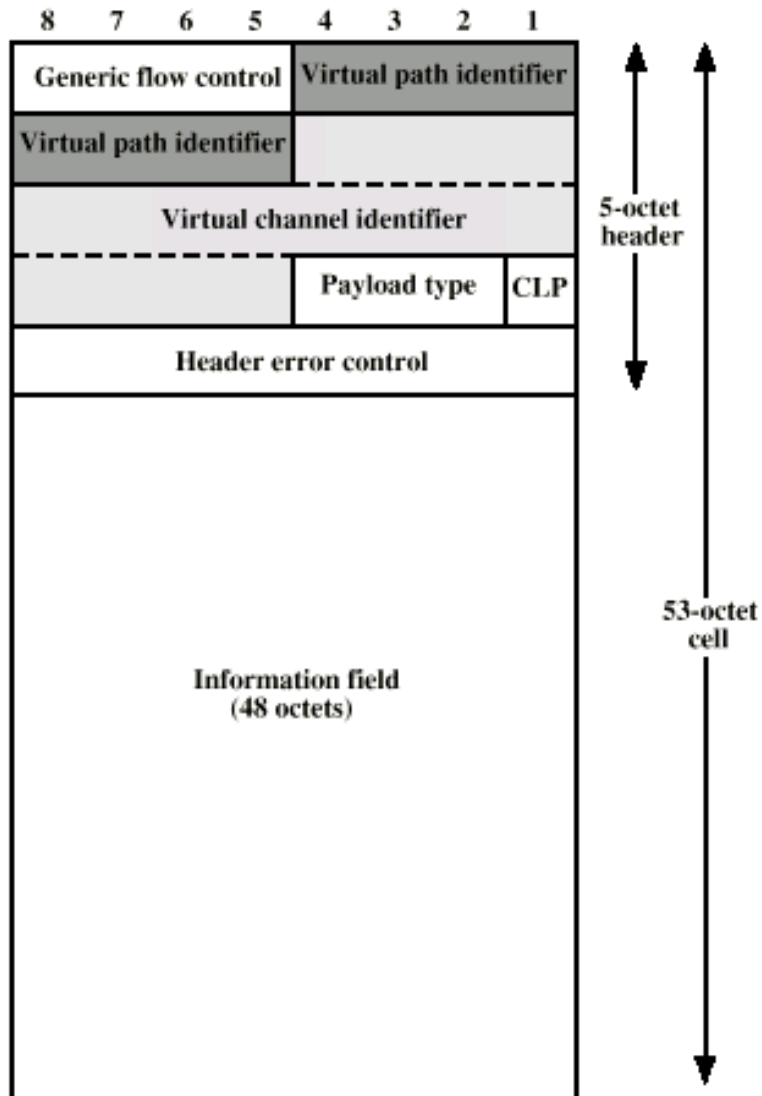 8 7 6 5 4 3 2 1
Generic flow control
Virtual path identifier
Virtual path identifier
Virtual channel identifier
5-octet
header
Payload type
CLP
Header error control
53-octet
cell
Information field
(48 octets)